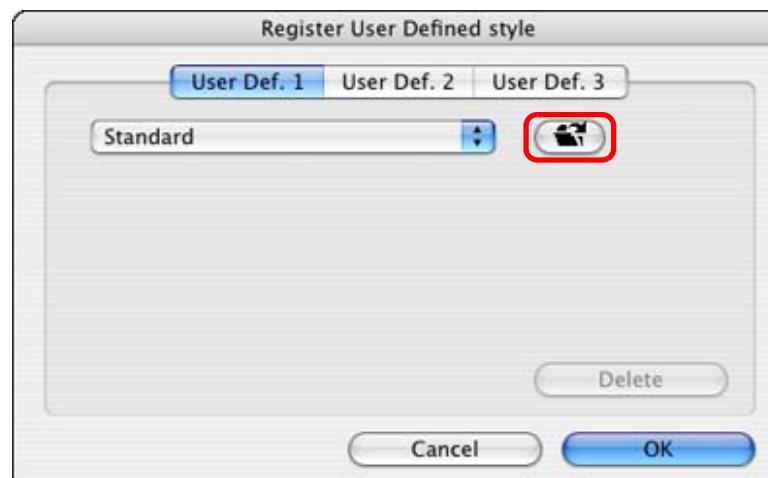 Register User Defined style
User Def. 1 User Def. 2 User Def. 3
Standard
Delete
Cancel OK